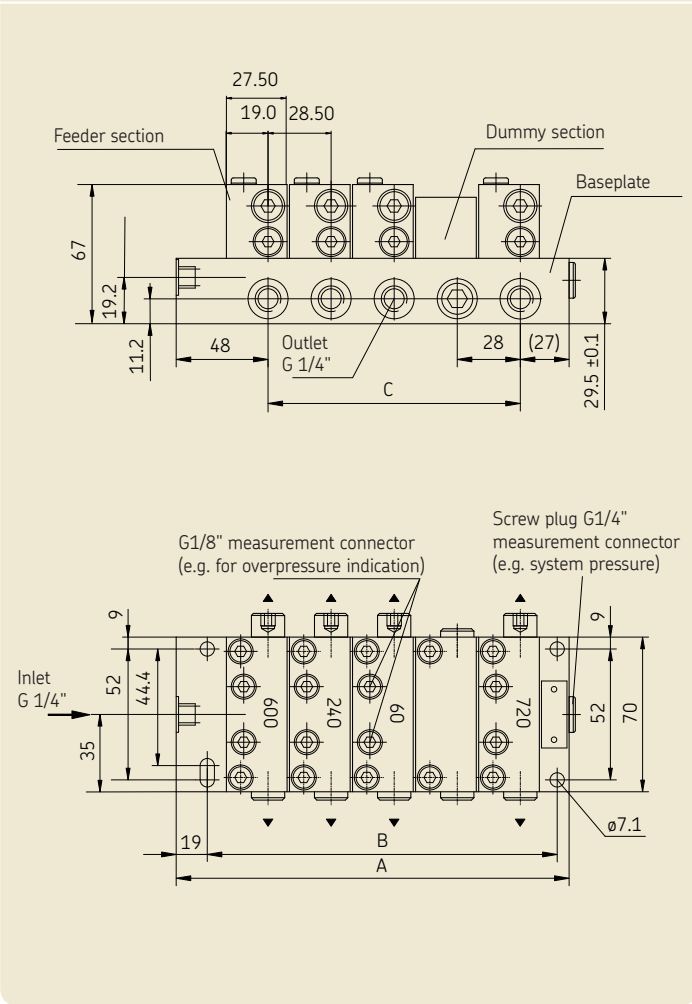 27.50
19.0 28.50
Feeder section
Dummy section
Baseplate
67
19.2
11.2
48
Outlet
G 1/4"
28
(27)
29.5 ±0.1
C
G1/8" measurement connector
(e.g. for overpressure indication)
Screw plug G1/4"
measurement connector
(e.g. system pressure)
9
9
Inlet
G 1/4"
52
44.4
35
600
240
60
720
52
70
19
B
A
ø7.1